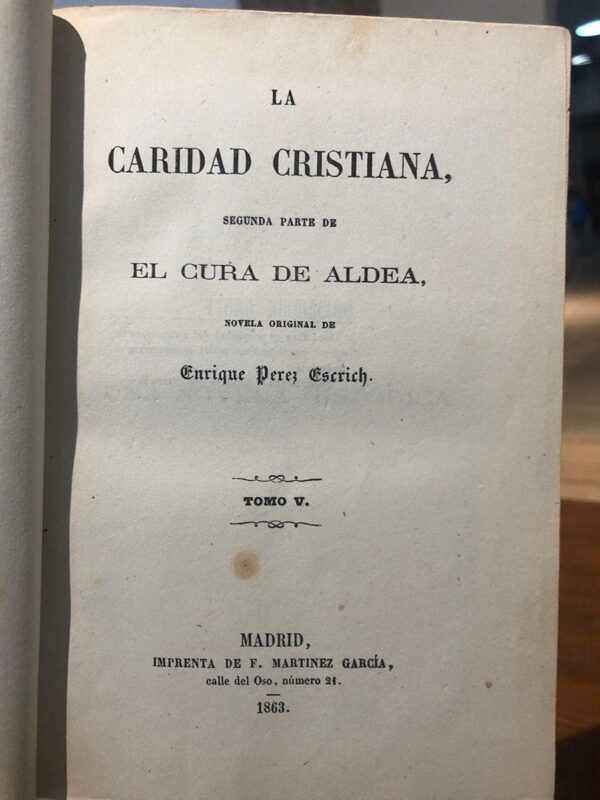 LA
CARIDAD CRISTIANA,
SEGUNDA PARTE DE
EL CURA DE ALDEA,
NOVELA ORIGINAL DE
Enrique Perez Escrich.
TOMO V.
MADRID,
IMPRENTA DE F. MARTINEZ GARCÍA,
calle del Oso, número 21.
1863.